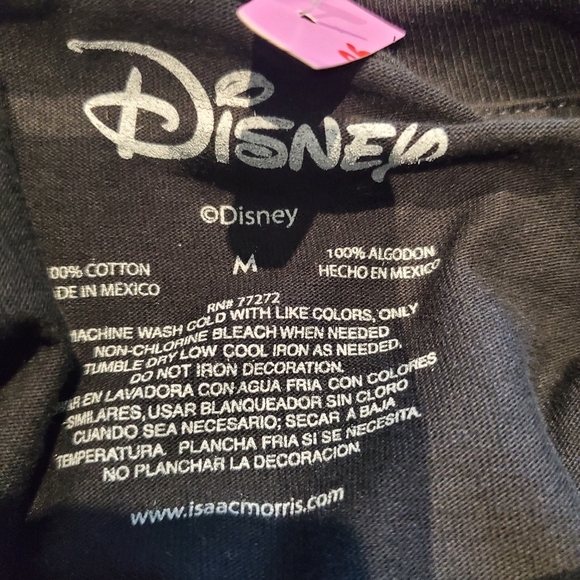 Disney
©Disney
00% COTTON
DE IN MEXICO
M
100% ALGODON
HECHO EN MEXICO
RN# 77272
MACHINE WASH COLD WITH LIKE COLORS, ONLY
NON-CHLORINE BLEACH WHEN NEEDED
TUMBLE DRY LOW COOL IRON AS NEEDED.
DO NOT IRON DECORATION.
AR EN LAVADORA CON AGUA FRIA CON COLORES
SIMILARES, USAR BLANQUEADOR SIN CLORO
CUANDO SEA NECESARIO; SECAR A BAJA
TEMPERATURA. PLANCHA FRIA SI SE NECESITA.
NO PLANCHAR LA DECORACION.
www.isaacmorris.com